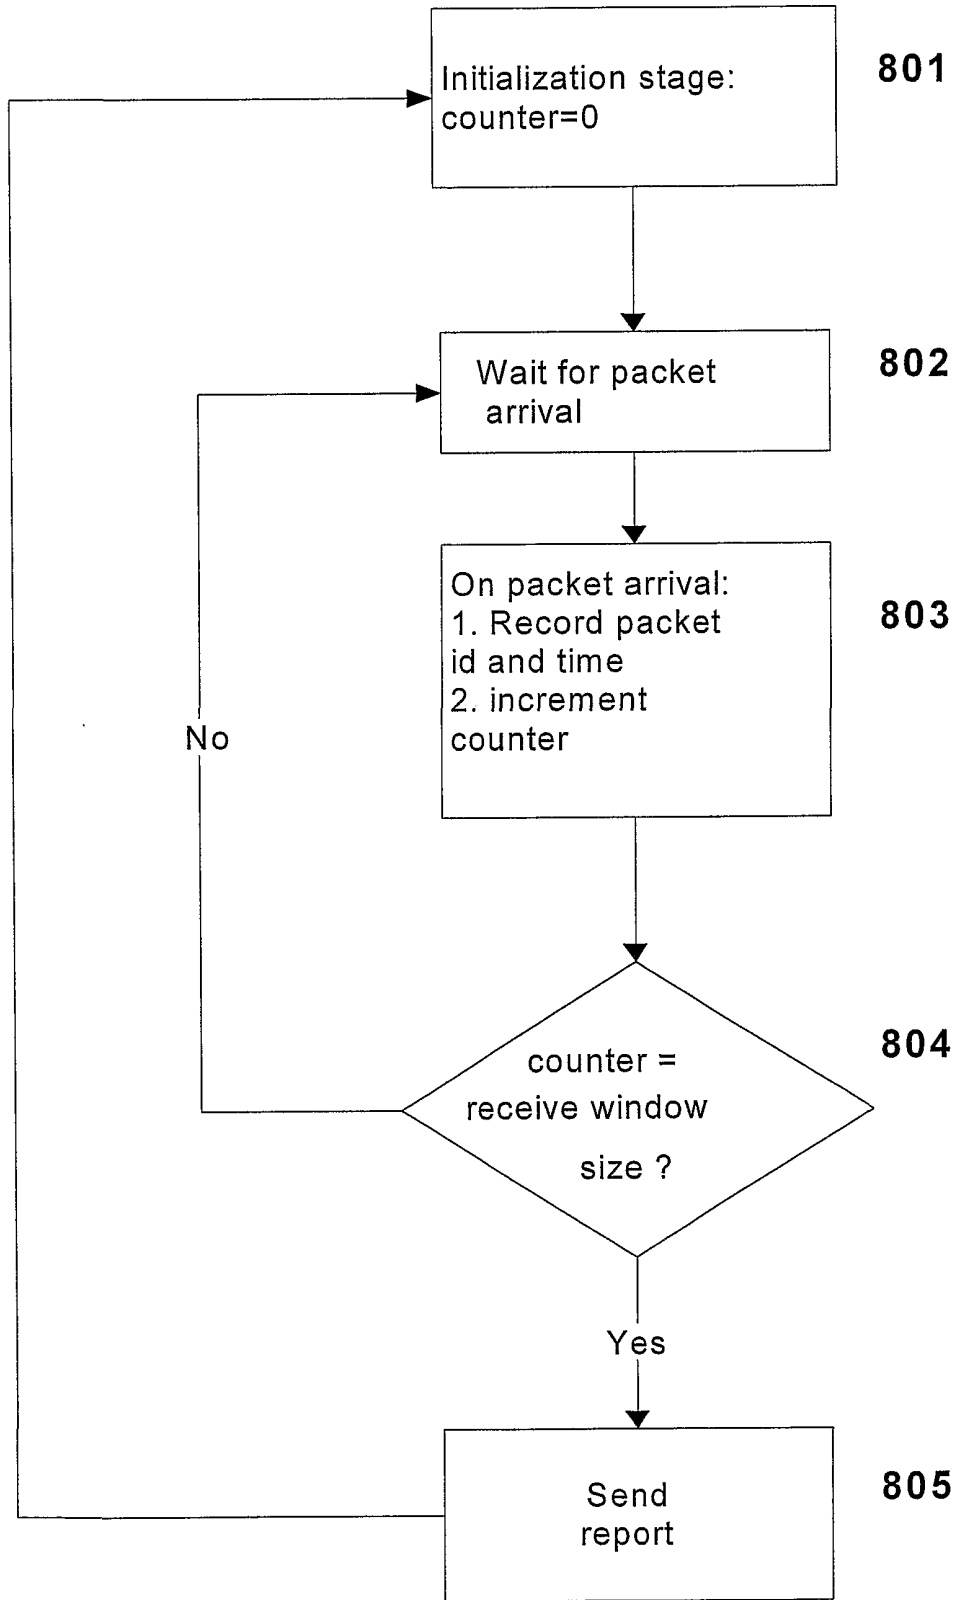 801
Initialization stage:
counter=0
802
Wait for packet
arrival
803
On packet arrival:
1. Record packet
id and time
2. increment
counter
No
804
counter =
receive window
size ?
Yes
805
Send
report